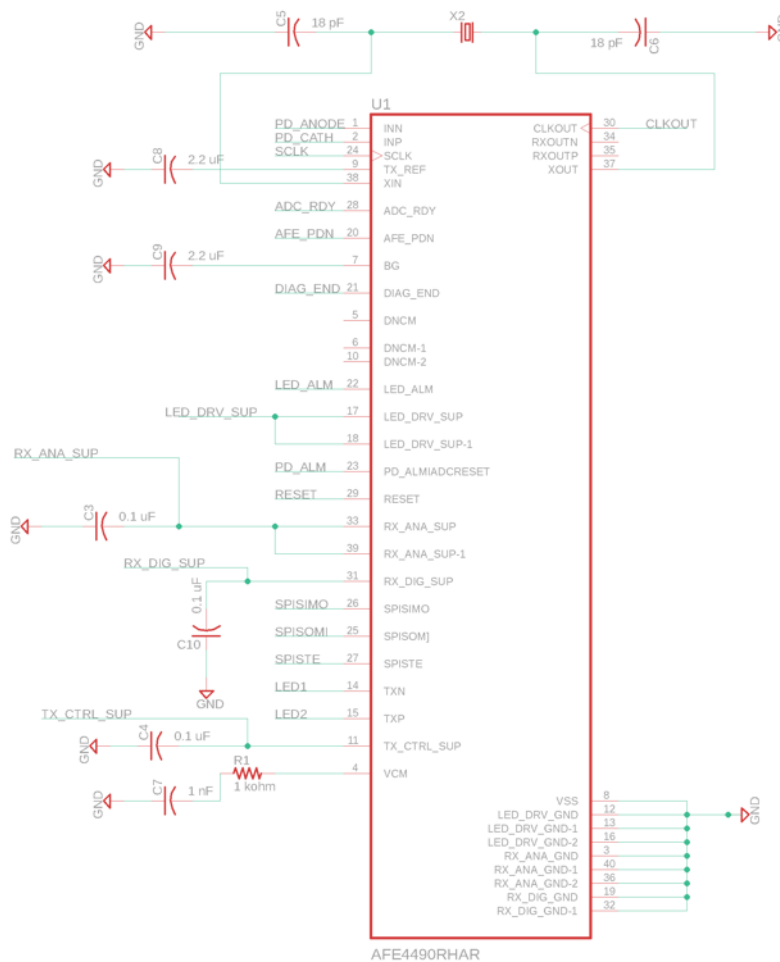 C5
18 pF
X2
18 pF
C6
GND
GND
U1
PD_ANODE 1 INN
CLKOUT 30 CLKOUT
PD_CATH 2 INP
RXOUTN 34
SCLK 24 SCLK
RXOUTP 35
C8
2.2 uF
GND
9 TX_REF
XOUT 37
38 XIN
ADC_RDY 28 ADC_RDY
AFE_PDN 20 AFE_PDN
C9
2.2 uF
GND
7 BG
DIAG_END 21 DIAG_END
5 DNCM
6 DNCM-1
10 DNCM-2
LED_ALM 22 LED_ALM
LED_DRV_SUP 17 LED_DRV_SUP
18 LED_DRV_SUP-1
RX_ANA_SUP
PD_ALM 23 PD_ALMIADCRESET
RESET 29 RESET
C3
0.1 uF
GND
33 RX_ANA_SUP
39 RX_ANA_SUP-1
RX_DIG_SUP
31 RX_DIG_SUP
0.1 uF
C10
GND
SPISIMO 26 SPISIMO
SPISOMI 25 SPISOM]
SPISTE 27 SPISTE
LED1 14 TXN
LED2 15 TXP
TX_CTRL_SUP
C4
0.1 uF
GND
11 TX_CTRL_SUP
R1
1 kohm
4 VCM
C7
1 nF
GND
VSS 8
LED_DRV_GND 12
GND
LED_DRV_GND-1 13
LED_DRV_GND-2 16
RX_ANA_GND 3
RX_ANA_GND-1 40
RX_ANA_GND-2 36
RX_DIG_GND 19
RX_DIG_GND-1 32
AFE4490RHAR